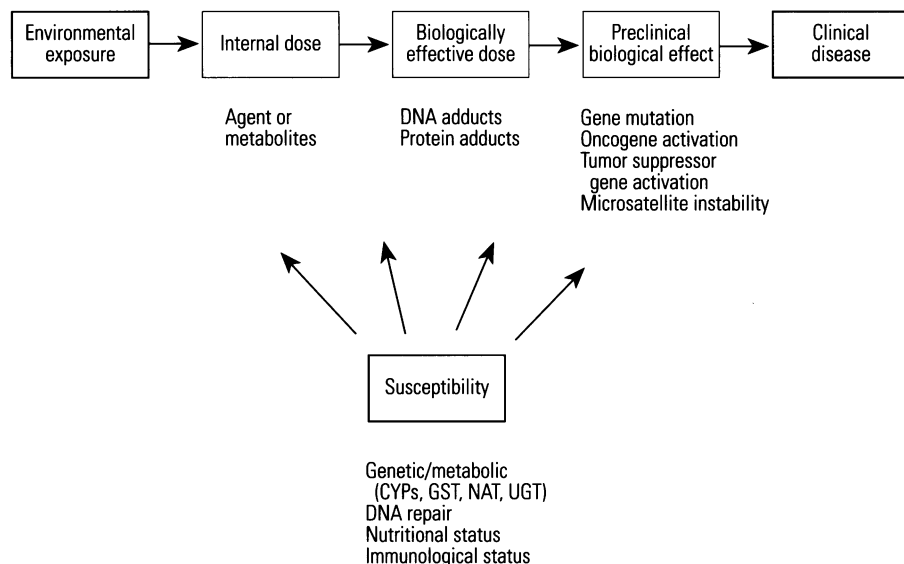 Environmental
exposure
Internal dose
Biologically
effective dose
Preclinical
biological effect
Clinical
disease
Agent or
metabolites
DNA adducts
Protein adducts
Gene mutation
Oncogene activation
Tumor suppressor
gene activation
Microsatellite instability
Susceptibility
Genetic/metabolic
(CYPs, GST, NAT, UGT)
DNA repair
Nutritional status
Immunological status